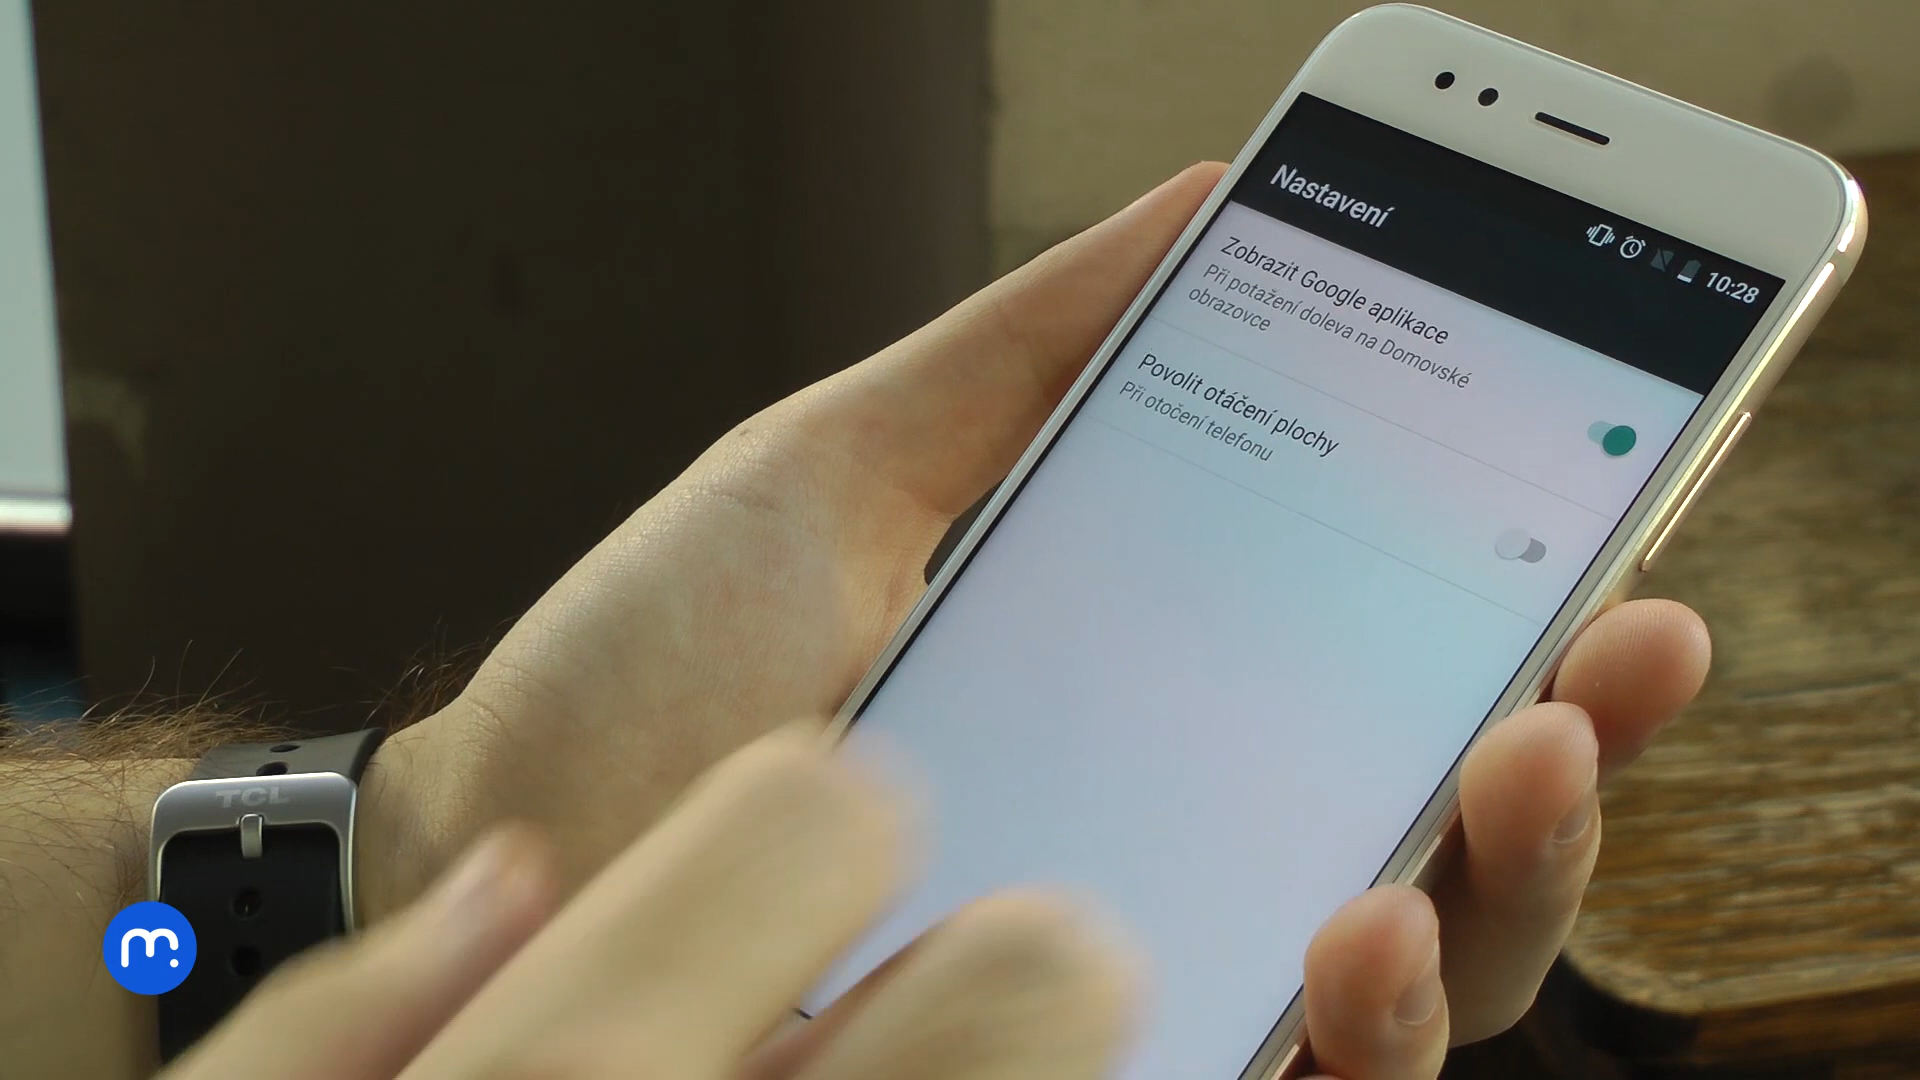 Nastavení
10:28
Zobrazit Google aplikace
Při potažení doleva na Domovské
obrazovce
Povolit otáčení plochy
Při otočení telefonu
TCL
m.